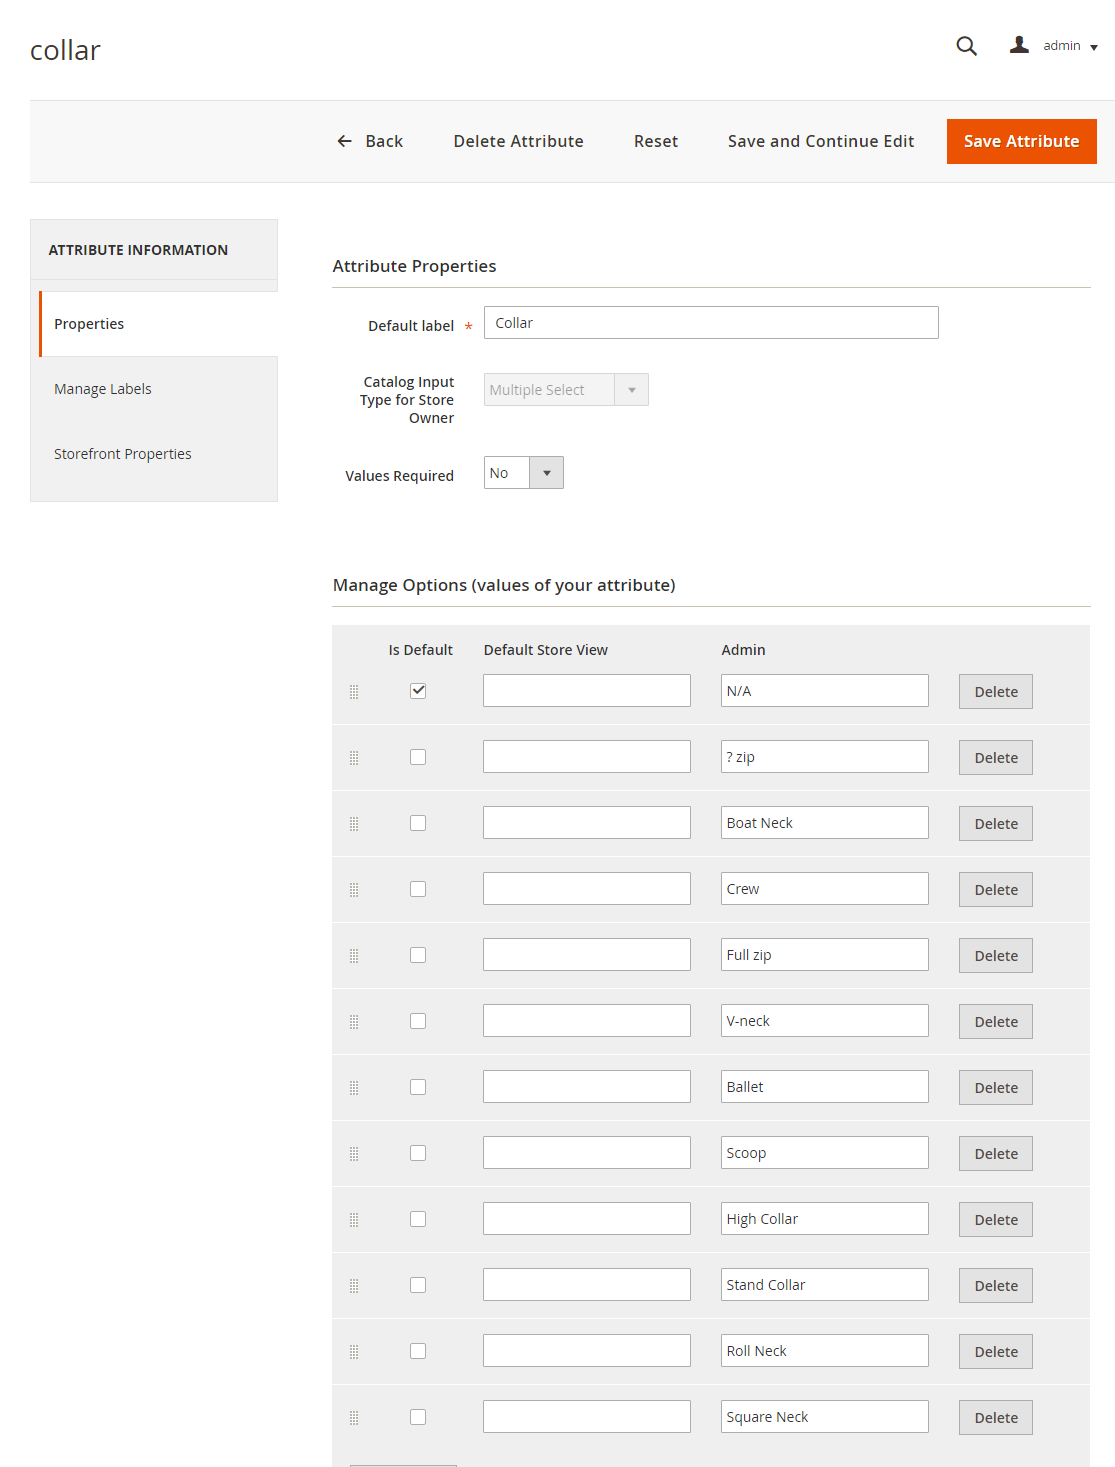 collar
admin
Back
Delete Attribute
Reset
Save and Continue Edit
Save Attribute
ATTRIBUTE INFORMATION
Properties
Manage Labels
Storefront Properties
Attribute Properties
Default label *
Collar
Catalog Input
Type for Store
Owner
Multiple Select
Values Required
No
Manage Options (values of your attribute)
Is Default Default Store View Admin
N/A Delete
? zip Delete
Boat Neck Delete
Crew Delete
Full zip Delete
V-neck Delete
Ballet Delete
Scoop Delete
High Collar Delete
Stand Collar Delete
Roll Neck Delete
Square Neck Delete